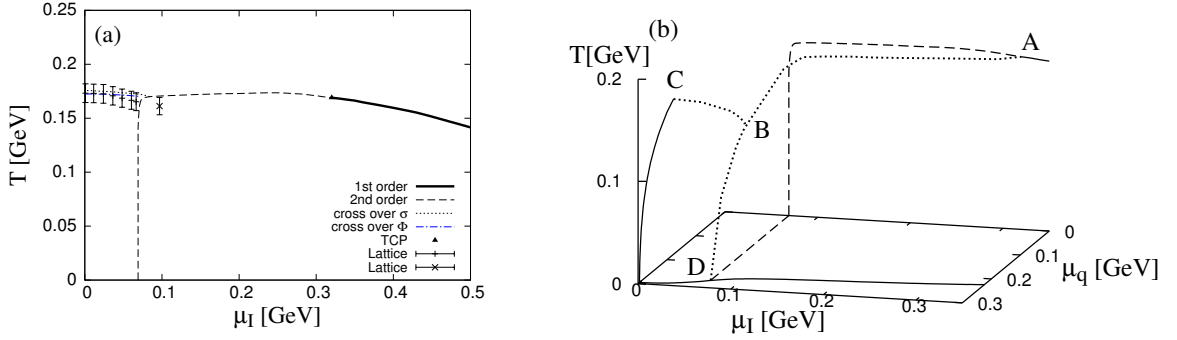 (a)
T [GeV]
0.25
0.2
0.15
0.1
0.05
0
1st order
2nd order
cross over σ
cross over Φ
TCP
Lattice
Lattice
0 0.1 0.2 0.3 0.4 0.5
μI [GeV]
(b)
T[GeV]
0.2
0.1
0
C
B
A
D
0
0.1
0.2
0.3
μq [GeV]
0
0.1
0.2
0.3
μI [GeV]